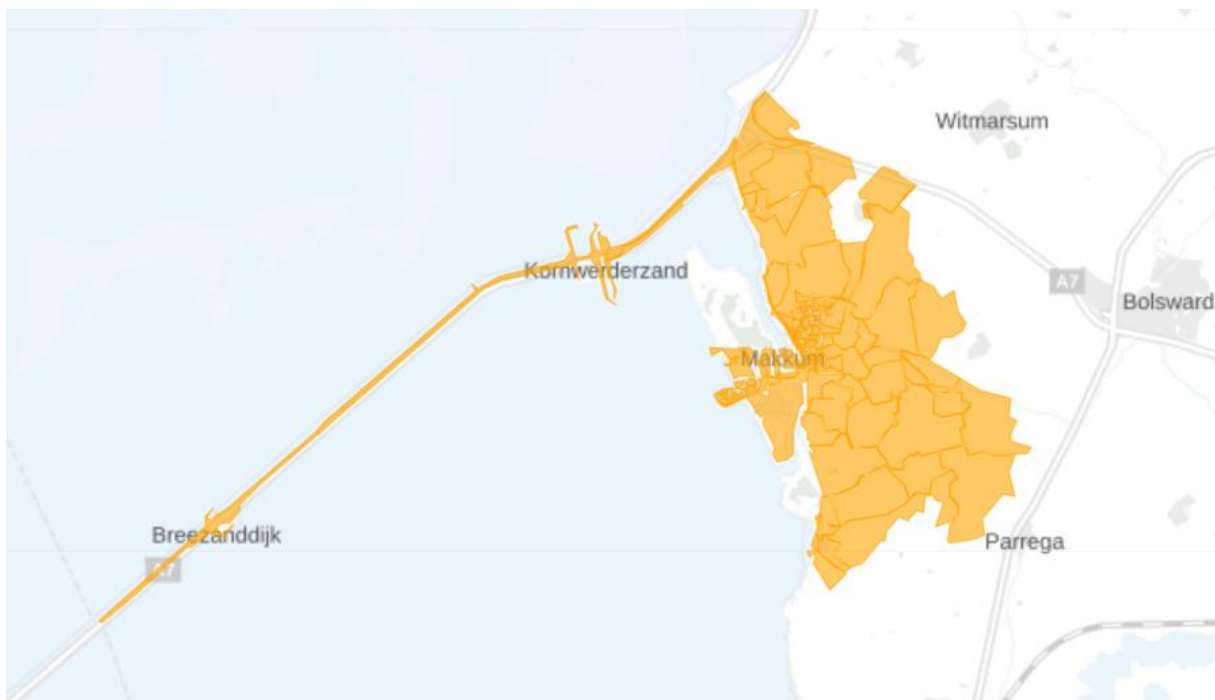 Witmarsum
Kornwerderzand
A7
Bolsward
Makkum
Breezanddijk
A7
Parrega